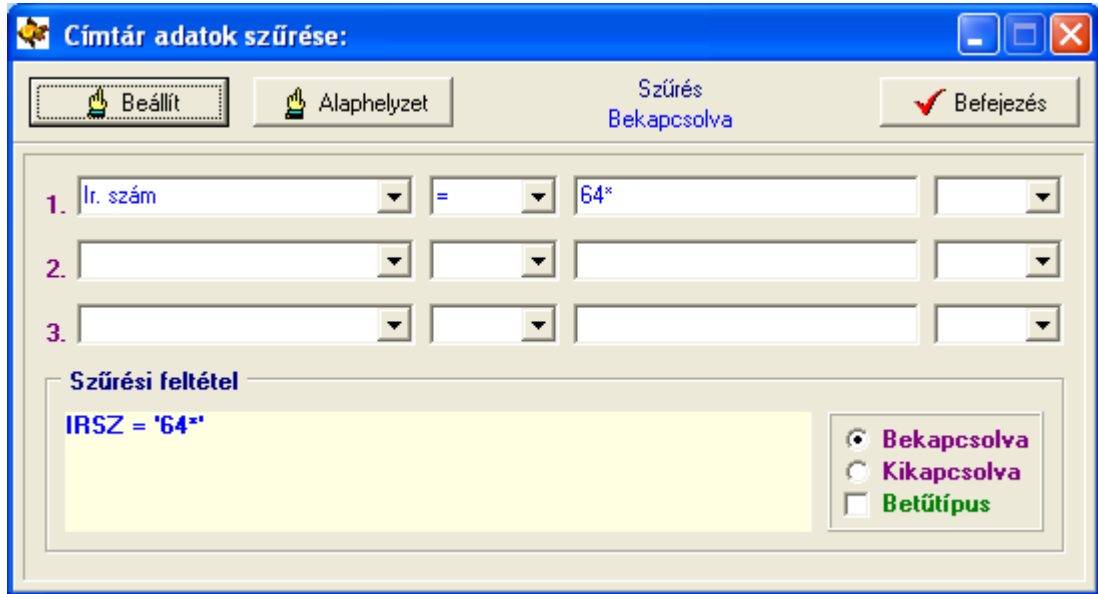 Címtár adatok szűrése:
Beállít
Alaphelyzet
Szűrés
Bekapcsolva
Befejezés
1. Ir. szám = 64*
2.
3.
Szűrési feltétel
IRSZ = '64*'
Bekapcsolva
Kikapcsolva
Betűtípus